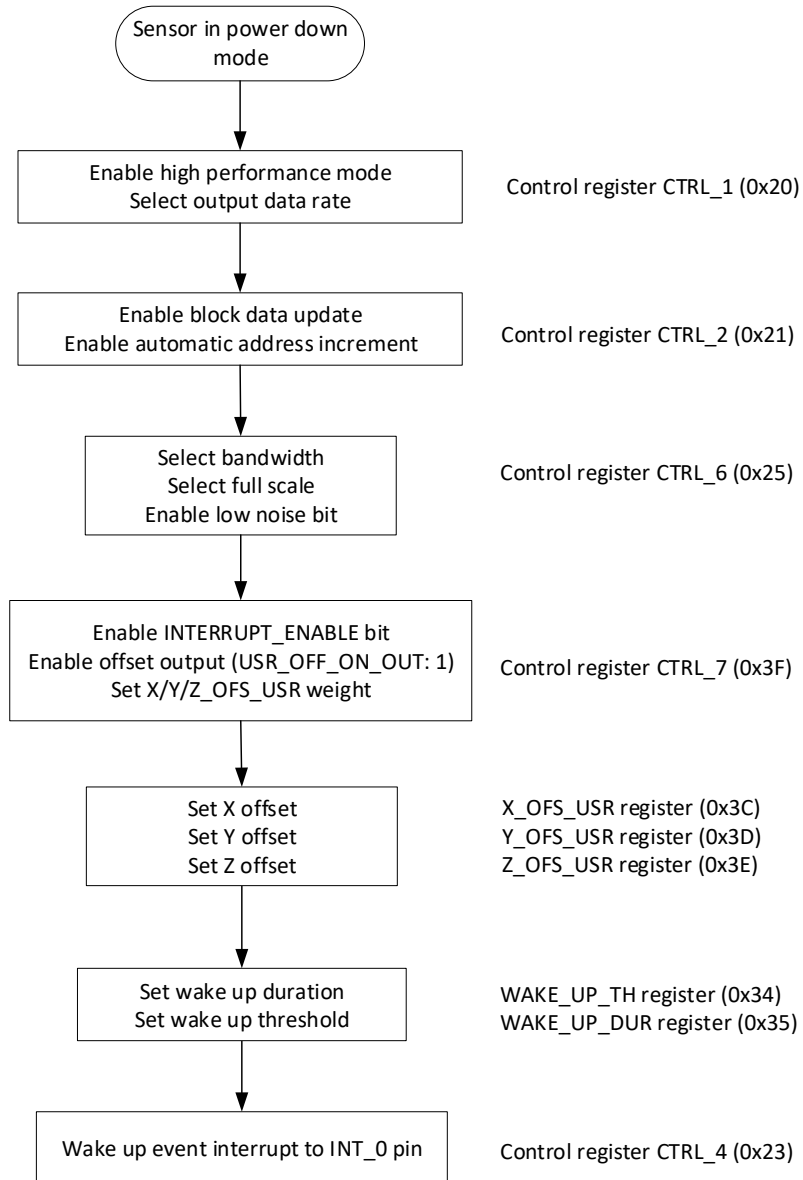 Sensor in power down
mode
Enable high performance mode
Select output data rate
Control register CTRL_1 (0x20)
Enable block data update
Enable automatic address increment
Control register CTRL_2 (0x21)
Select bandwidth
Select full scale
Enable low noise bit
Control register CTRL_6 (0x25)
Enable INTERRUPT_ENABLE bit
Enable offset output (USR_OFF_ON_OUT: 1)
Set X/Y/Z_OFS_USR weight
Control register CTRL_7 (0x3F)
Set X offset
Set Y offset
Set Z offset
X_OFS_USR register (0x3C)
Y_OFS_USR register (0x3D)
Z_OFS_USR register (0x3E)
Set wake up duration
Set wake up threshold
WAKE_UP_TH register (0x34)
WAKE_UP_DUR register (0x35)
Wake up event interrupt to INT_0 pin
Control register CTRL_4 (0x23)